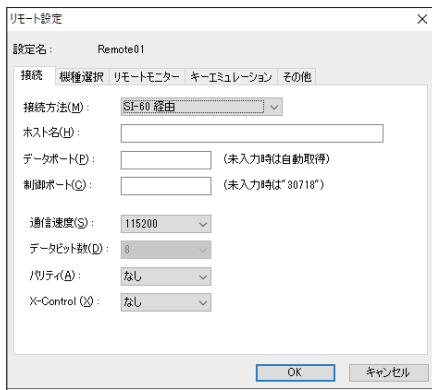 リモート設定
設定名： Remote01
接続 機種選択 リモートモニター キーエミュレーション その他
接続方法(M)： SI-60 経由
ホスト名(H)：
データポート(P)： (未入力時は自動取得)
制御ポート(C)： (未入力時は"30718")
通信速度(S)： 115200
データビット数(D)： 8
パリティ(A)： なし
X-Control (X)： なし
OK キャンセル